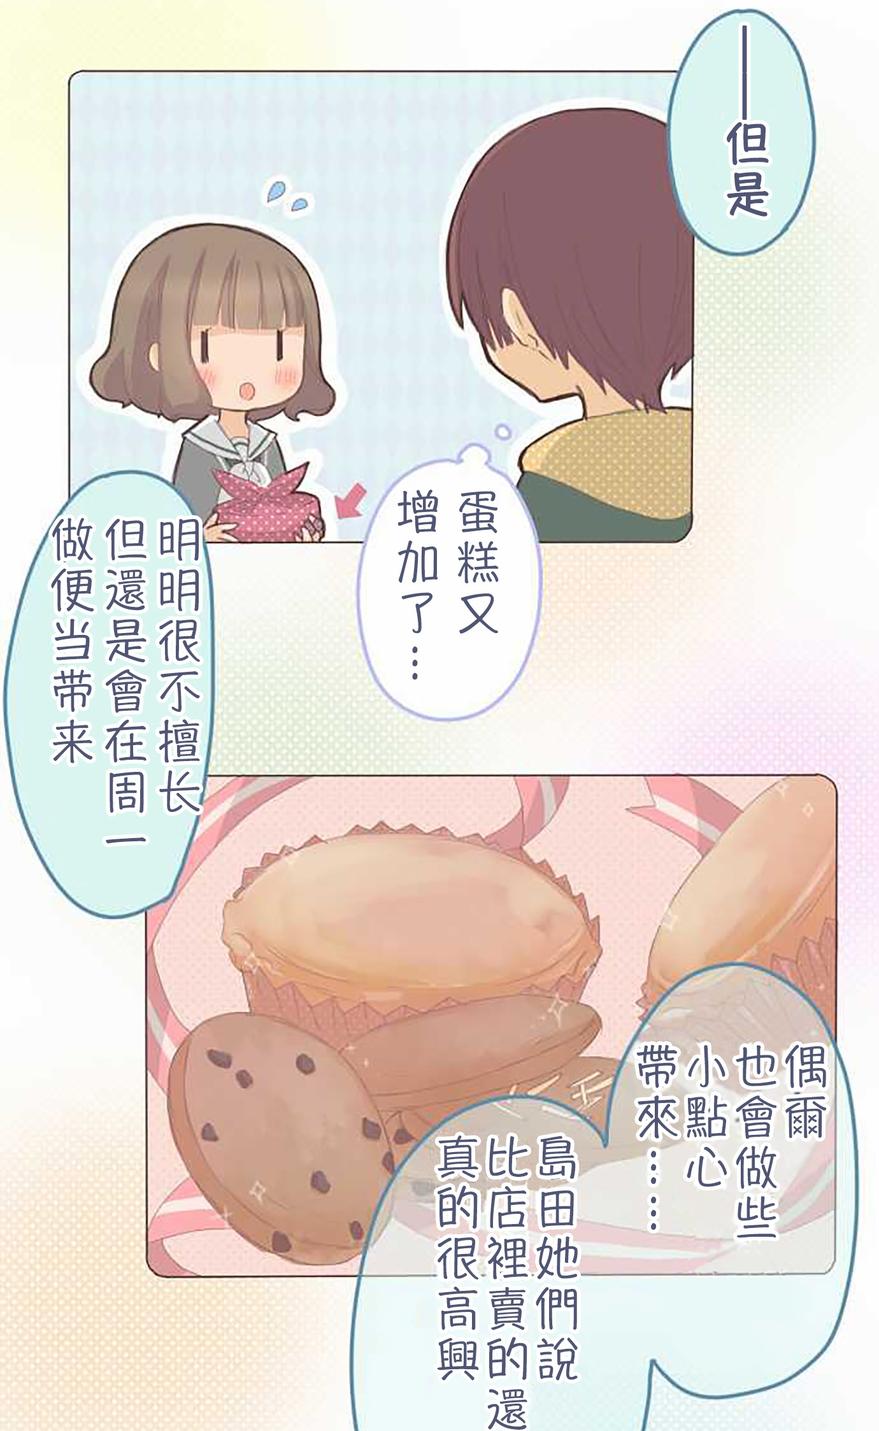 ——但是
蛋糕又
增加了…
明明很不擅长
但還是會在周一
做便当带来
偶爾
也會做些
小點心
帶來……
島田她們說
比店裡賣的還
真的很高興